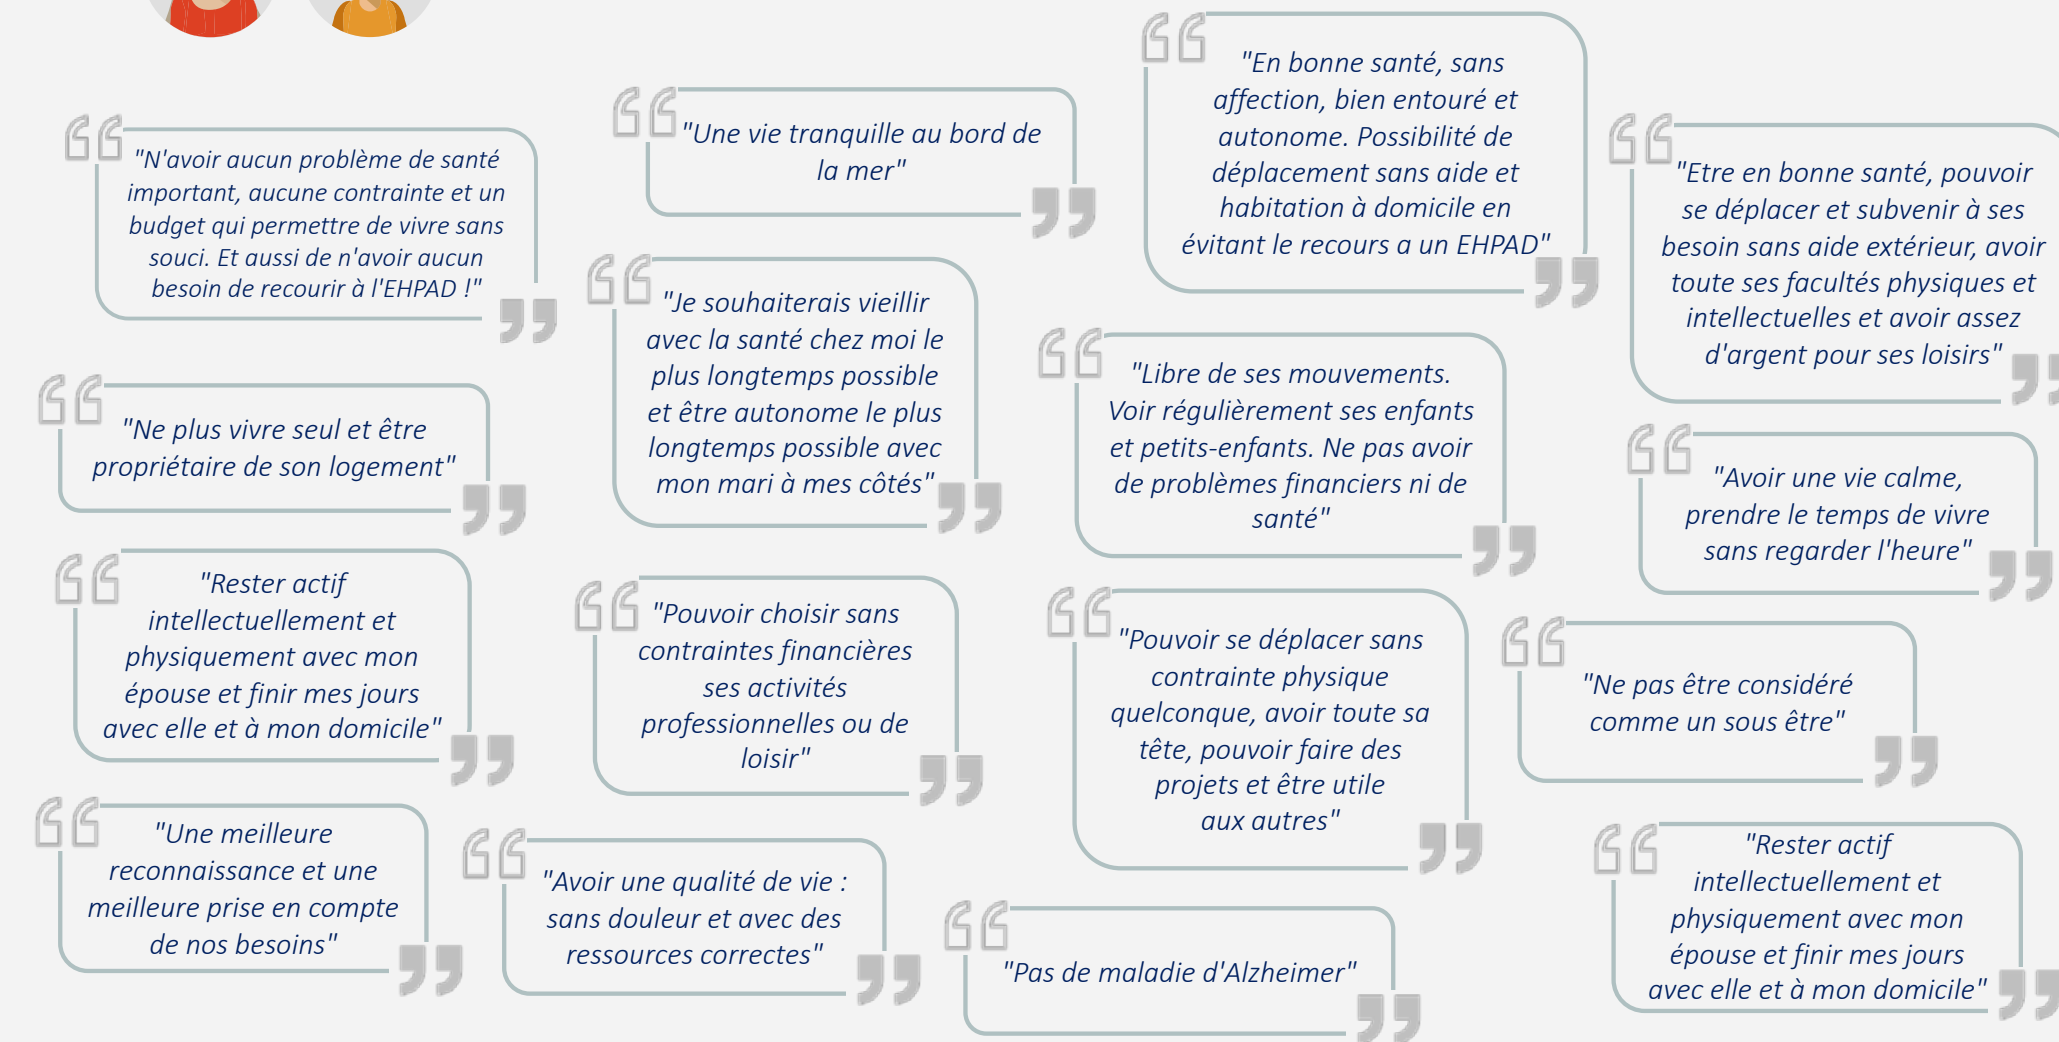 "N'avoir aucun problème de santé
important, aucune contrainte et un
budget qui permettre de vivre sans
souci. Et aussi de n'avoir aucun
besoin de recourir à l'EHPAD !"
"Une vie tranquille au bord de
la mer"
"En bonne santé, sans
affection, bien entouré et
autonome. Possibilité de
déplacement sans aide et
habitation à domicile en
évitant le recours a un EHPAD"
"Etre en bonne santé, pouvoir
se déplacer et subvenir à ses
besoin sans aide extérieur, avoir
toute ses facultés physiques et
intellectuelles et avoir assez
d'argent pour ses loisirs"
"Ne plus vivre seul et être
propriétaire de son logement"
"Je souhaiterais vieillir
avec la santé chez moi le
plus longtemps possible
et être autonome le plus
longtemps possible avec
mon mari à mes côtés"
"Libre de ses mouvements.
Voir régulièrement ses enfants
et petits-enfants. Ne pas avoir
de problèmes financiers ni de
santé"
"Avoir une vie calme,
prendre le temps de vivre
sans regarder l'heure"
"Rester actif
intellectuellement et
physiquement avec mon
épouse et finir mes jours
avec elle et à mon domicile"
"Pouvoir choisir sans
contraintes financières
ses activités
professionnelles ou de
loisir"
"Pouvoir se déplacer sans
contrainte physique
quelconque, avoir toute sa
tête, pouvoir faire des
projets et être utile
aux autres"
"Ne pas être considéré
comme un sous être"
"Une meilleure
reconnaissance et une
meilleure prise en compte
de nos besoins"
"Avoir une qualité de vie :
sans douleur et avec des
ressources correctes"
"Pas de maladie d'Alzheimer"
"Rester actif
intellectuellement et
physiquement avec mon
épouse et finir mes jours
avec elle et à mon domicile"